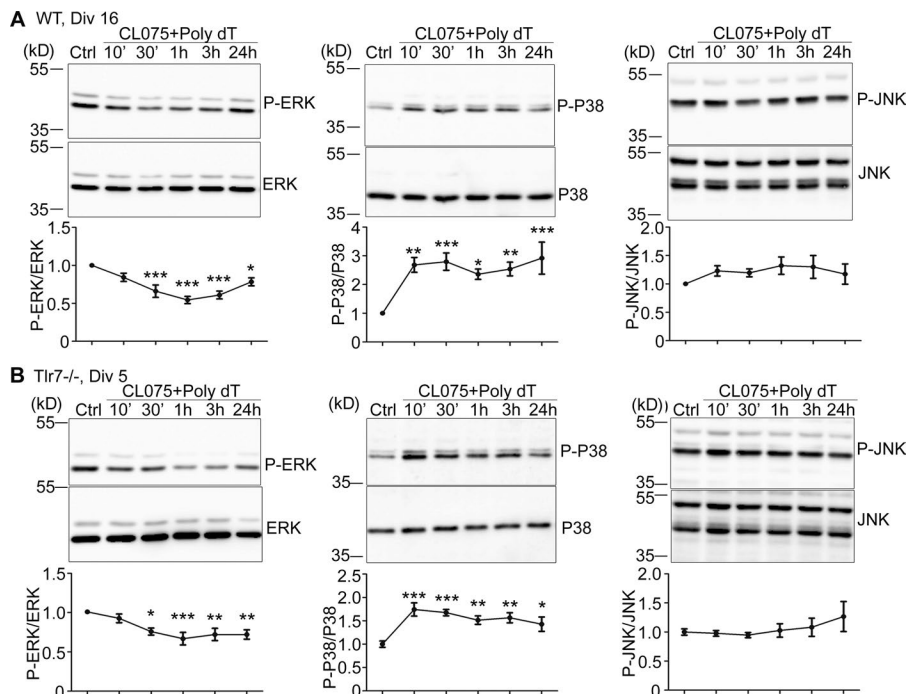 A WT, Div 16
CL075+Poly dT
(kD) Ctrl 10’ 30’ 1h 3h 24h
55
P-ERK
35
55
ERK
35
P-ERK/ERK
1.5
1.0
0.5
0
*** *** *** *
CL075+Poly dT
(kD) Ctrl 10’ 30’ 1h 3h 24h
55
P-P38
35
55
P38
35
P-P38/P38
4
3
2
1
0
** *** * ** ***
CL075+Poly dT
(kD) Ctrl 10’ 30’ 1h 3h 24h
55
P-JNK
35
55
JNK
35
P-JNK/JNK
2.0
1.5
1.0
0.5
0
B Tlr7-/-, Div 5
CL075+Poly dT
(kD) Ctrl 10’ 30’ 1h 3h 24h
55
P-ERK
55
ERK
P-ERK/ERK
1.5
1.0
0.5
0
* *** ** **
CL075+Poly dT
(kD) Ctrl 10’ 30’ 1h 3h 24h
P-P38
35
P38
35
P-P38/P38
2.5
2.0
1.5
1.0
0.5
0
*** *** ** ** *
CL075+Poly dT
(kD)) Ctrl 10’ 30’ 1h 3h 24h
55
P-JNK
35
55
JNK
35
P-JNK/JNK
2.0
1.5
1.0
0.5
0